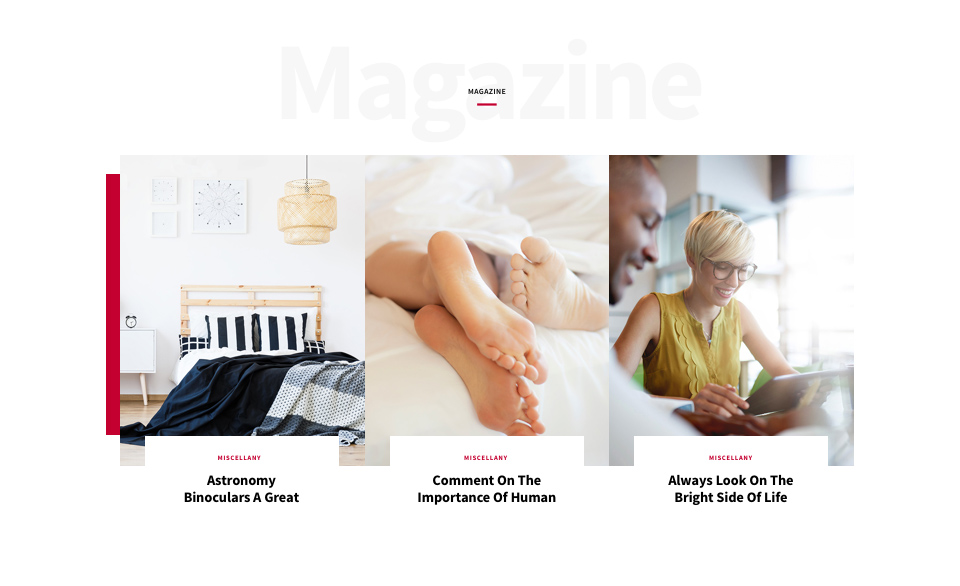 Magazine
MAGAZINE
MISCELLANY
Astronomy
Binoculars A Great
MISCELLANY
Comment On The
Importance Of Human
MISCELLANY
Always Look On The
Bright Side Of Life